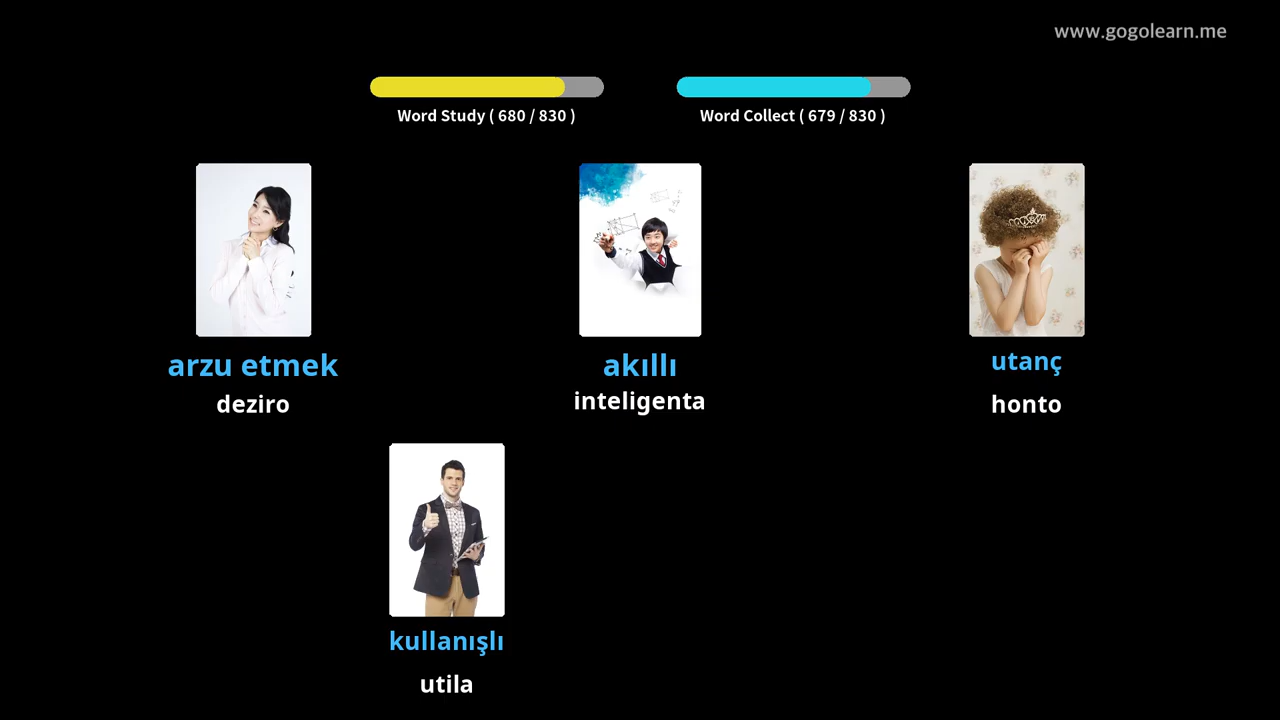 www.gogolearn.me
Word Study ( 680 / 830 )
Word Collect ( 679 / 830 )
arzu etmek
akıllı
utanç
deziro
inteligenta
honto
kullanışlı
utila